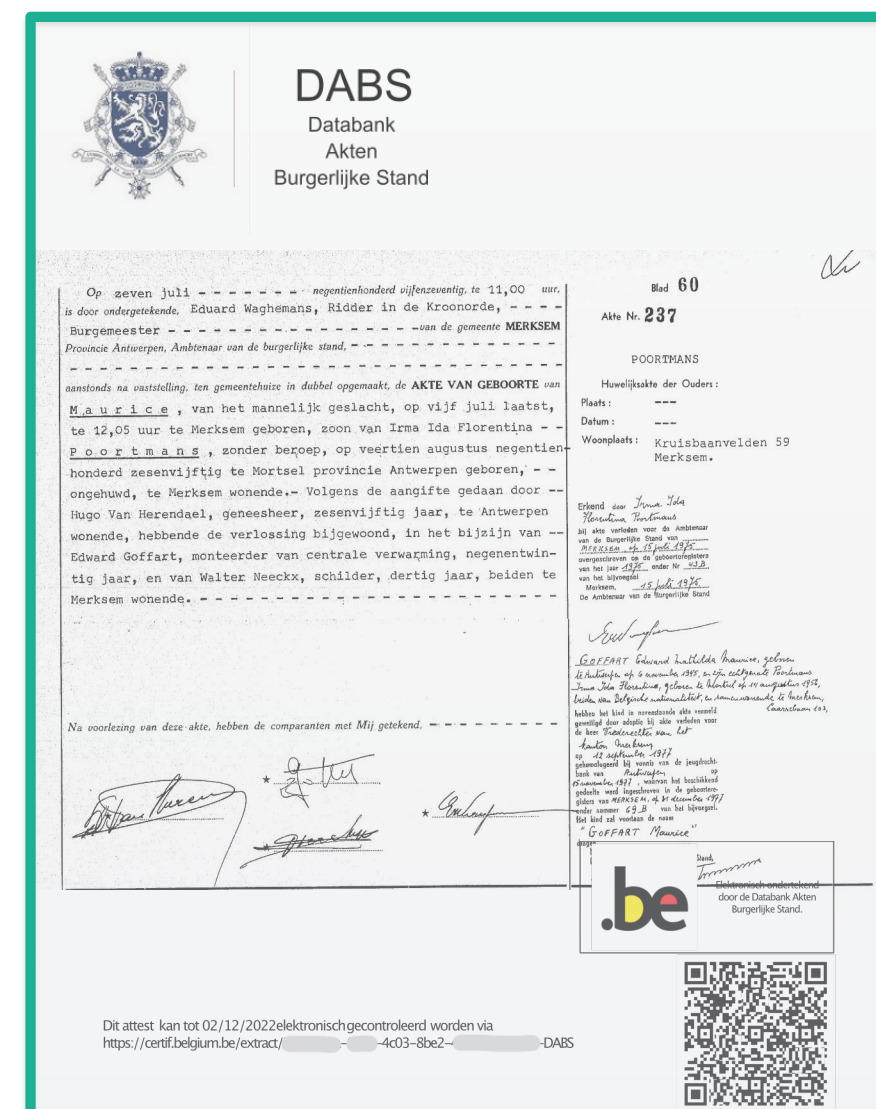 DABS
Databank
Akten
Burgerlijke Stand
Op zeven juli - - - - - - - negentienhonderd vijfenzeventig, te 11,00 uur,
is door ondergetekende, Eduard Waghemans, Ridder in de Kroonorde, - - - -
Burgemeester - - - - - - - - - - - - - - - -van de gemeente MERKSEM
Provincie Antwerpen, Ambtenaar van de burgerlijke stand, - - - - - - - - - - - - - -
aanstonds na vaststelling, ten gemeentehuize in dubbel opgemaakt, de AKTE VAN GEBOORTE van
M a u r i c e , van het mannelijk geslacht, op vijf juli laatst,
te 12,05 uur te Merksem geboren, zoon van Irma Ida Florentina - -
P o o r t m a n s , zonder beroep, op veertien augustus negentien-
honderd zesenvijftig te Mortsel provincie Antwerpen geboren, - -
ongehuwd, te Merksem wonende.- Volgens de aangifte gedaan door --
Hugo Van Herendael, geneesheer, zesenvijftig jaar, te Antwerpen
wonende, hebbende de verlossing bijgewoond, in het bijzijn van --
Edward Goffart, monteerder van centrale verwarming, negenentwin-
tig jaar, en van Walter Neeckx, schilder, dertig jaar, beiden te
Merksem wonende. - - - - - - - - - - - - - - - - - - - - - - - -
Na voorlezing van deze akte, hebben de comparanten met Mij getekend, - - - - - - - - -
Blad 60
Akte Nr. 237
POORTMANS
Huwelijksakte der Ouders :
Plaats : ---
Datum : ---
Woonplaats : Kruisbaanvelden 59
Merksem.
Erkend door Irma Ida
Florentina Poortmans
bij akte verleden voor de Ambtenaar
van de Burgerlijke Stand van
MERKSEM, op 15 juli 1975
overgeschreven op de geboorteregisters
van het jaar 1975 onder Nr 43B
van het bijvoegsel
Merksem, 15 juli 1975
De Ambtenaar van de Burgerlijke Stand
GOFFART Edward Mathilda Maurice, geboren
te Antwerpen op 6 november 1945, en zijn echtgenote Poortmans
Irma Ida Florentina, geboren te Mortsel op 14 augustus 1956,
beiden van Belgische nationaliteit, en samenwonende te Merksem,
Laarsebaan 103,
hebben het kind in nevenstaande akte vermeld
gewettigd door adoptie bij akte verleden voor
de heer Vrederechter van het
kanton Merksem
op 12 september 1977
gehomologeerd bij vonnis van de jeugdrecht-
bank van Antwerpen op
15 november 1977, waarvan het beschikkend
gedeelte werd ingeschreven in de geboortere-
gisters van MERKSEM, op 21 december 1977
onder nummer 69B van het bijvoegsel.
Het kind zal voortaan de naam
"GOFFART Maurice"
dragen
Stand,
.be
Elektronisch ondertekend
door de Databank Akten
Burgerlijke Stand.
Dit attest kan tot 02/12/2022 elektronisch gecontroleerd worden via
https://certif.belgium.be/extract/ - -4c03-8be2- -DABS